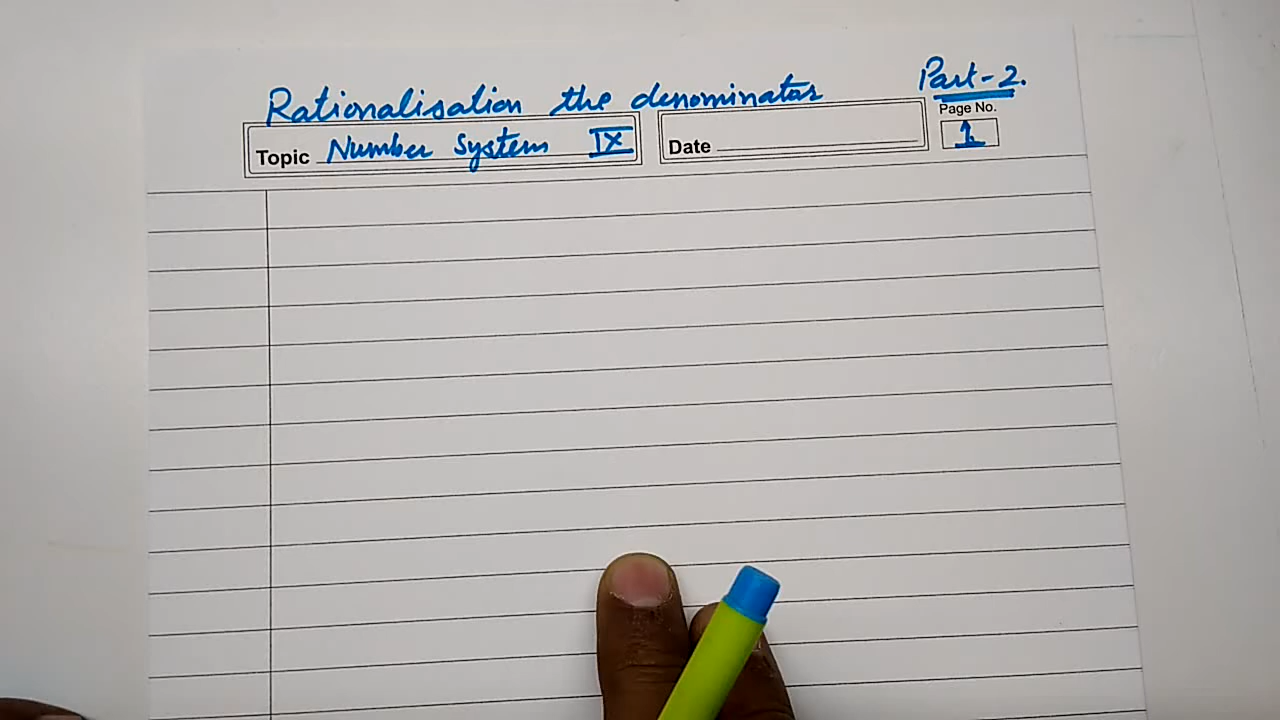 Part-2.
Rationalisation the denominator
Page No.
Topic Number System IX Date 1